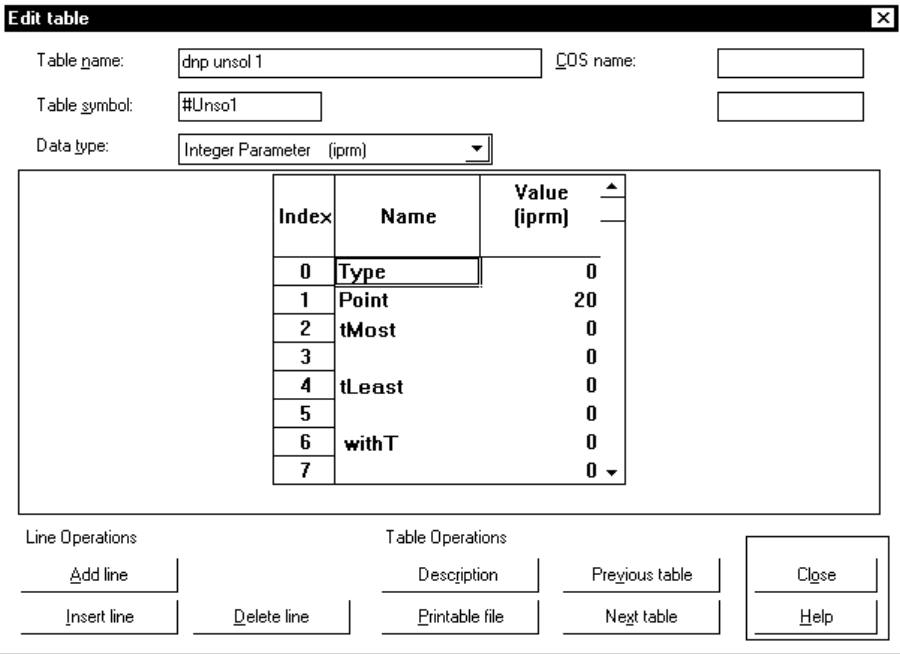 Edit table
Table name: dnp unsol 1 COS name:
Table symbol: #Unso1
Data type: Integer Parameter (iprm)
Index Name Value (iprm)
0 Type 0
1 Point 20
2 tMost 0
3 0
4 tLeast 0
5 0
6 withT 0
7 0
Line Operations Table Operations
Add line Description Previous table Close
Insert line Delete line Printable file Next table Help